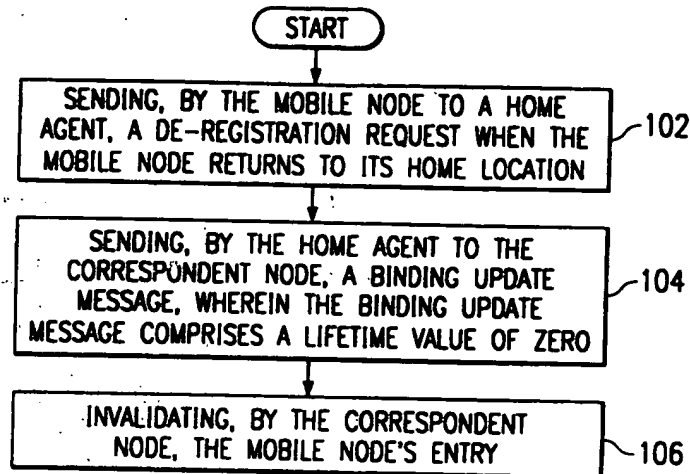 START
SENDING, BY THE MOBILE NODE TO A HOME
AGENT, A DE-REGISTRATION REQUEST WHEN THE
MOBILE NODE RETURNS TO ITS HOME LOCATION
102
SENDING, BY THE HOME AGENT TO THE
CORRESPONDENT NODE, A BINDING UPDATE
MESSAGE, WHEREIN THE BINDING UPDATE
MESSAGE COMPRISES A LIFETIME VALUE OF ZERO
104
INVALIDATING, BY THE CORRESPONDENT
NODE, THE MOBILE NODE'S ENTRY
106